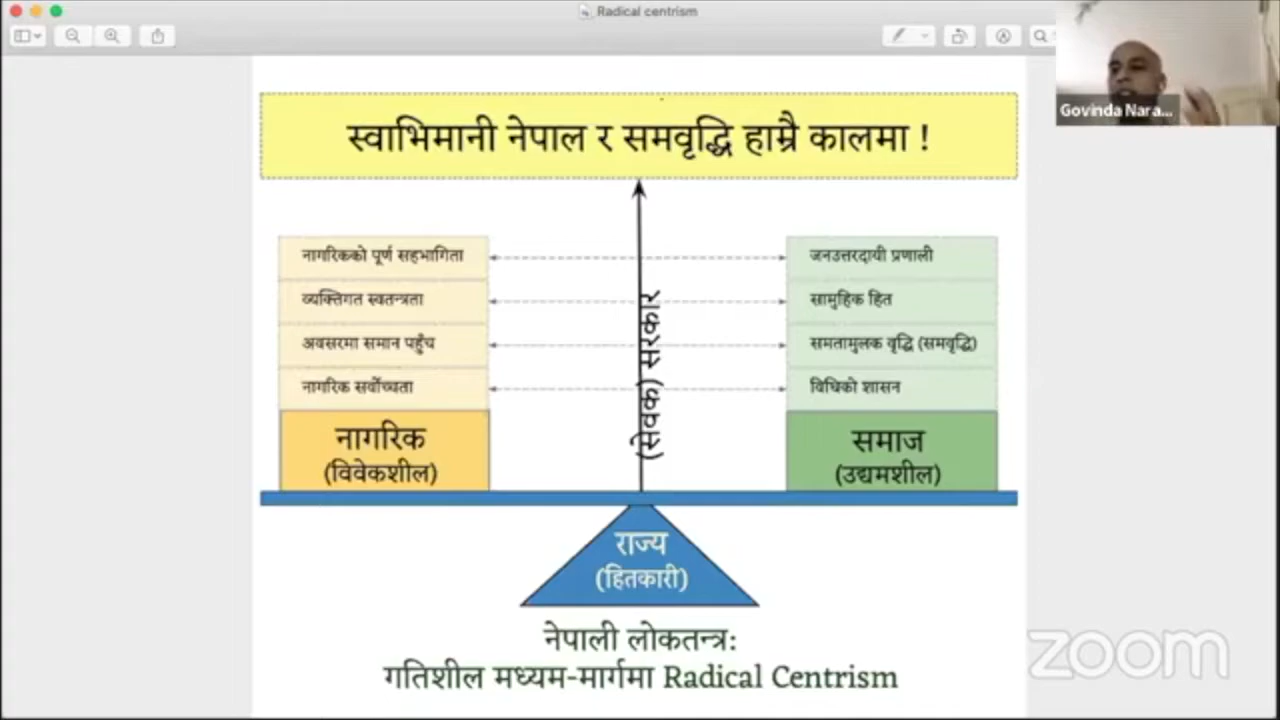 Radical centrism
Govinda Nara...
स्वाभिमानी नेपाल र समवृद्धि हाम्रै कालमा !
नागरिकको पूर्ण सहभागिता
जनउत्तरदायी प्रणाली
व्यक्तिगत स्वतन्त्रता
सामुहिक हित
अवसरमा समान पहुँच
समतामुलक वृद्धि (समवृद्धि)
नागरिक सर्वोच्चता
विधिको शासन
(सेवक) सरकार
नागरिक
(विवेकशील)
समाज
(उद्यमशील)
राज्य
(हितकारी)
नेपाली लोकतन्त्र:
गतिशील मध्यम-मार्गमा Radical Centrism
zoom